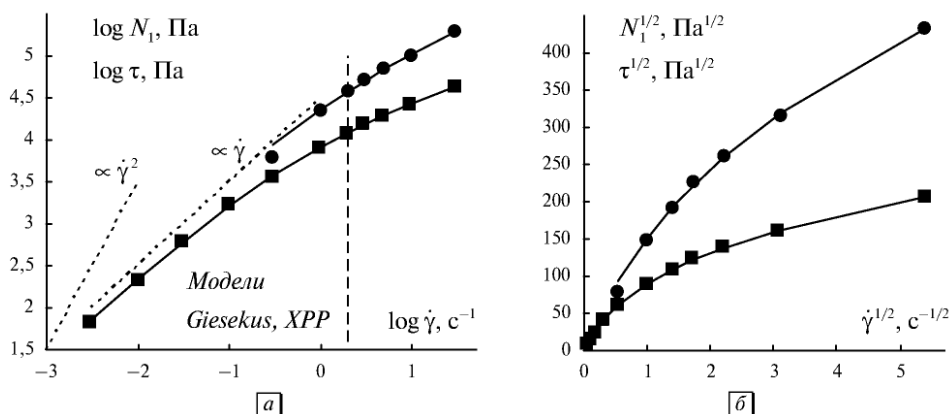 log N₁, Па
log τ, Па
5
4,5
4
3,5
3
2,5
2
1,5
∝ γ̇²
∝ γ̇
Модели
Giesekus, XPP
log γ̇, с⁻¹
−3
−2
−1
0
1
а
N₁^{1/2}, Па^{1/2}
τ^{1/2}, Па^{1/2}
400
350
300
250
200
150
100
50
0
γ̇^{1/2}, с^{−1/2}
0
1
2
3
4
5
б